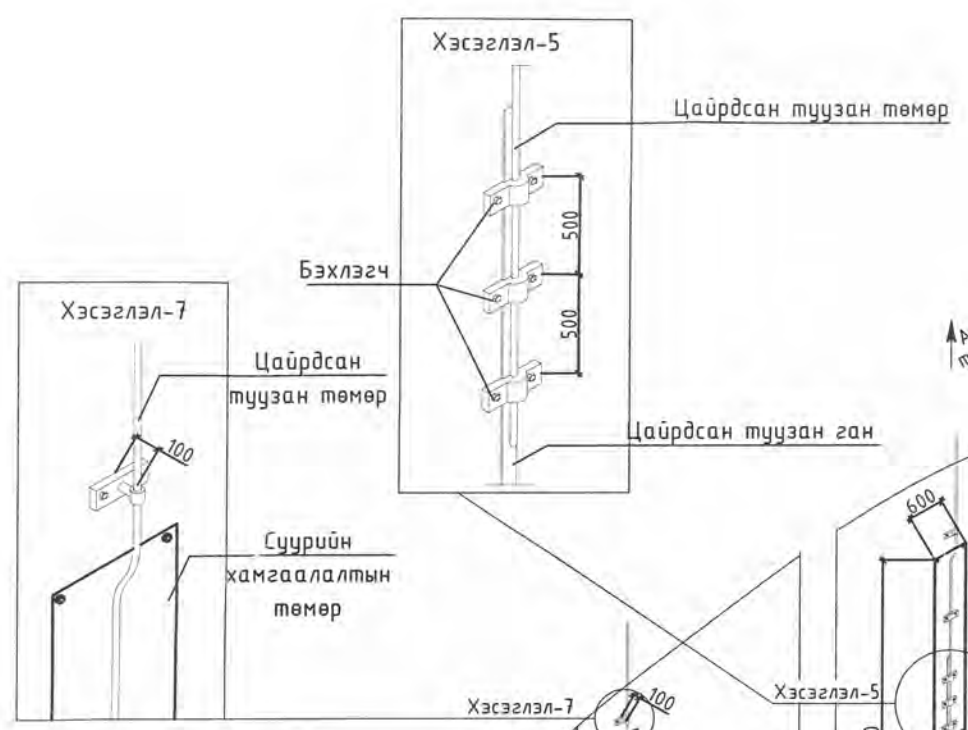 Хэсэглэл-5
Цайрдсан туузан төмөр
500
Бэхлэгч
500
Хэсэглэл-7
Цайрдсан
туузан төмөр
100
Цайрдсан туузан ган
Суурийн
хамгаалалтын
төмөр
600
Хэсэглэл-7
100
Хэсэглэл-5